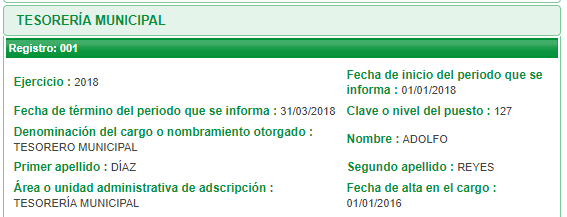 TESORERÍA MUNICIPAL
Registro: 001
Ejercicio : 2018
Fecha de inicio del periodo que se
informa : 01/01/2018
Fecha de término del periodo que se informa : 31/03/2018
Clave o nivel del puesto : 127
Denominación del cargo o nombramiento otorgado :
TESORERO MUNICIPAL
Nombre : ADOLFO
Primer apellido : DÍAZ
Segundo apellido : REYES
Área o unidad administrativa de adscripción :
TESORERÍA MUNICIPAL
Fecha de alta en el cargo :
01/01/2016